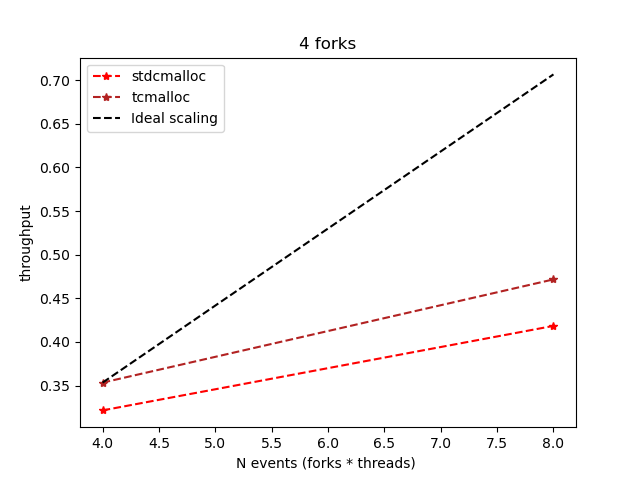 4 forks
stdcmalloc
tcmalloc
Ideal scaling
0.70
0.65
0.60
0.55
0.50
0.45
0.40
0.35
throughput
4.0 4.5 5.0 5.5 6.0 6.5 7.0 7.5 8.0
N events (forks * threads)